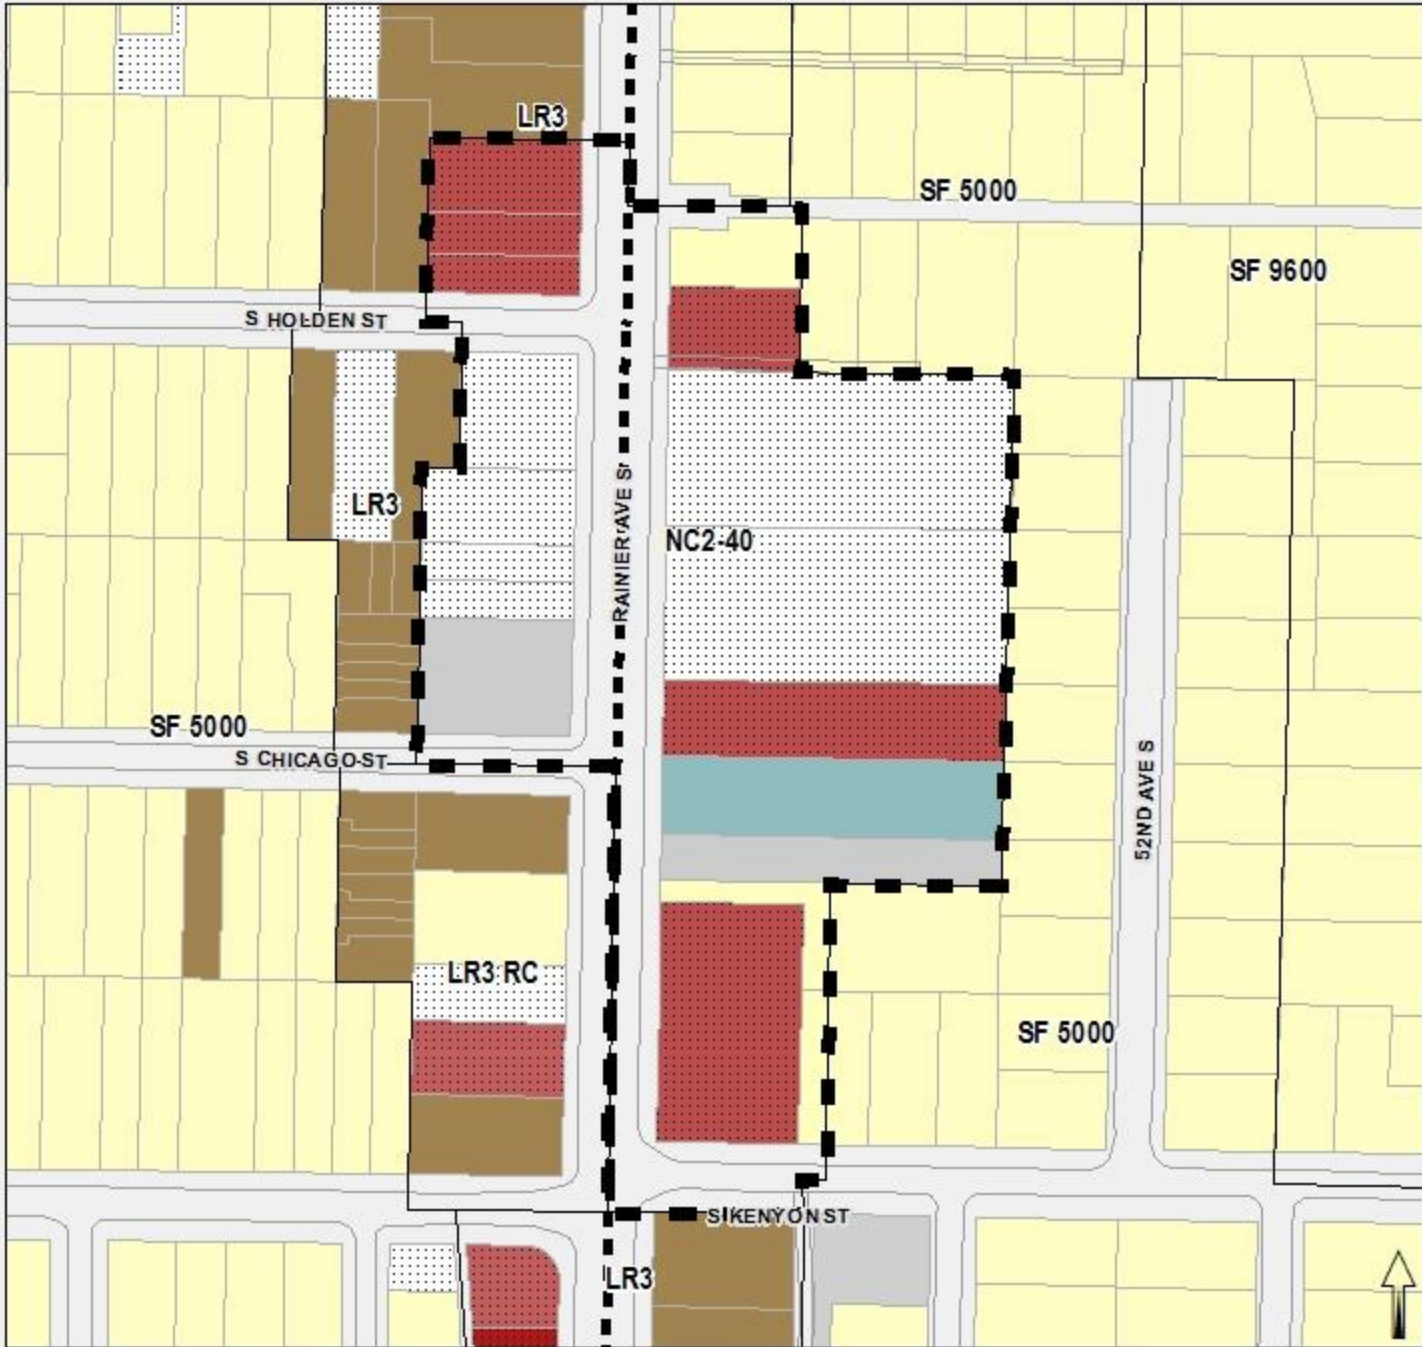 LR3
SF 5000
SF 9600
S HOLDEN ST
LR3
RAINIER AVE S
NC2-40
SF 5000
S CHICAGO ST
52ND AVE S
LR3 RC
SF 5000
S KENYON ST
LR3